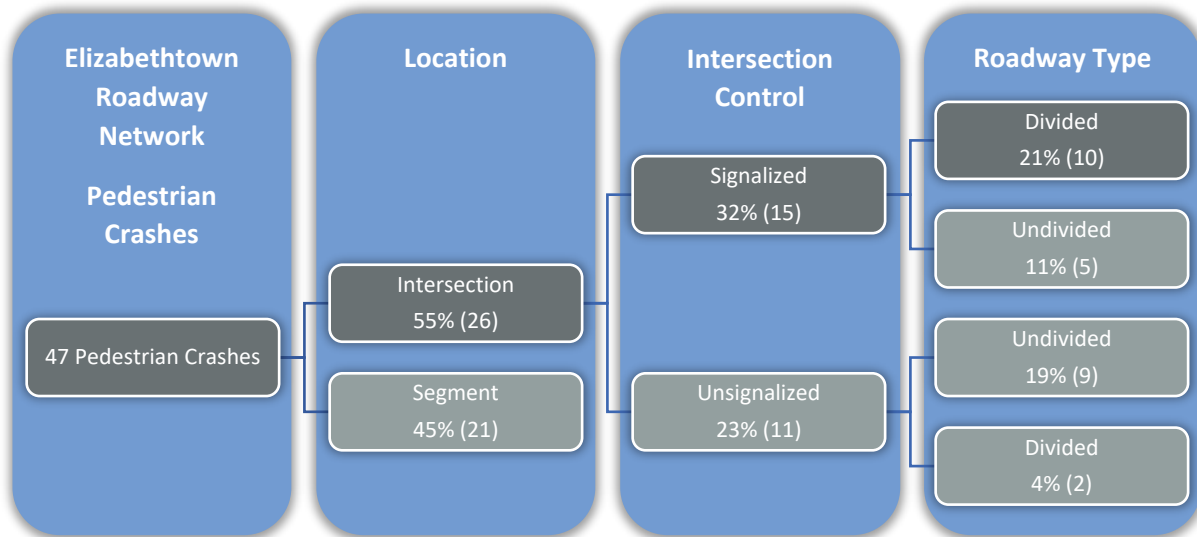 Elizabethtown
Roadway
Network
Pedestrian
Crashes
47 Pedestrian Crashes
Location
Intersection
55% (26)
Segment
45% (21)
Intersection
Control
Signalized
32% (15)
Unsignalized
23% (11)
Roadway Type
Divided
21% (10)
Undivided
11% (5)
Undivided
19% (9)
Divided
4% (2)